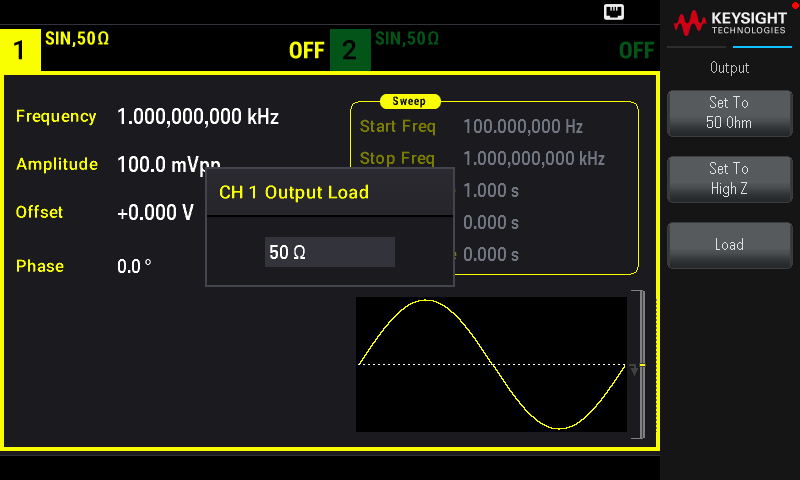 KEYSIGHT
TECHNOLOGIES
1 SIN,50Ω OFF
2 SIN,50Ω OFF
Output
Frequency 1.000,000,000 kHz
Amplitude 100.0 mVpp
Offset +0.000 V
Phase 0.0 °
Sweep
Start Freq 100.000,000 Hz
Stop Freq 1.000,000,000 kHz
1.000 s
0.000 s
0.000 s
CH 1 Output Load
50 Ω
Set To
50 Ohm
Set To
High Z
Load